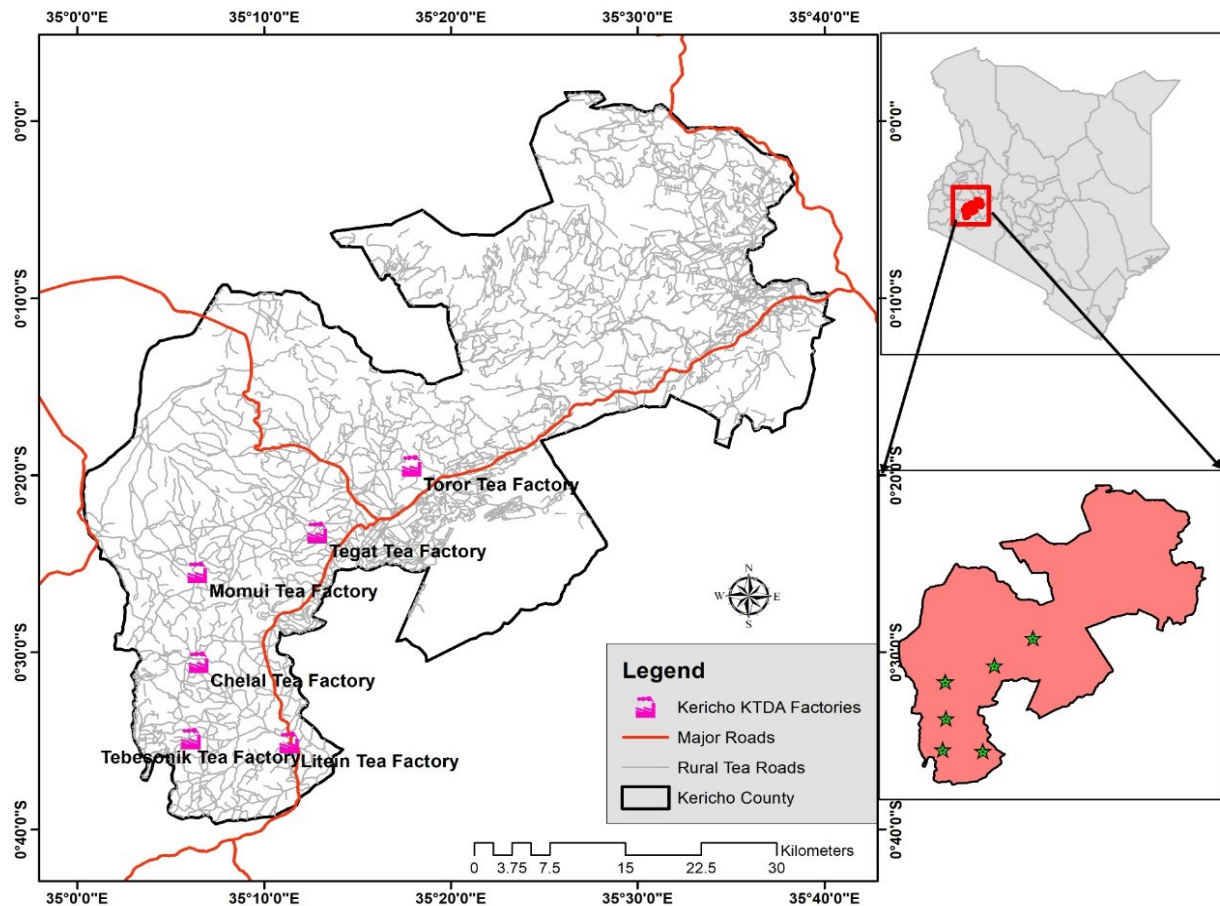 35°0'0"E 35°10'0"E 35°20'0"E 35°30'0"E 35°40'0"E
0°0'0" 0°0'0"
0°10'0"S 0°10'0"S
0°20'0"S 0°20'0"S
Toror Tea Factory
Tegat Tea Factory
Momui Tea Factory
N
W E
S
0°30'0"S 0°30'0"S
Chelal Tea Factory
Tebesonik Tea Factory
Litein Tea Factory
Legend
Kericho KTDA Factories
Major Roads
Rural Tea Roads
Kericho County
0°40'0"S 0°40'0"S
Kilometers
0 3.75 7.5 15 22.5 30
35°0'0"E 35°10'0"E 35°20'0"E 35°30'0"E 35°40'0"E